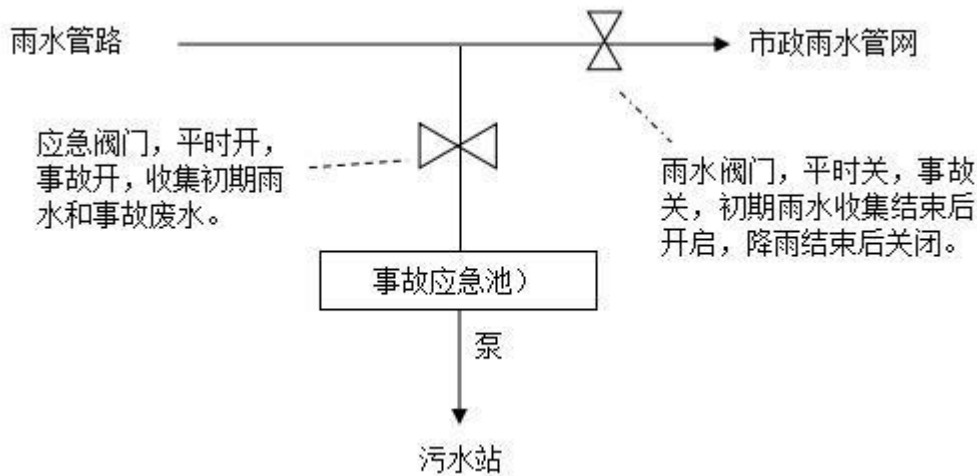 雨水管路
市政雨水管网
应急阀门，平时开，
事故开，收集初期雨
水和事故废水。
雨水阀门，平时关，事故
关，初期雨水收集结束后
开启，降雨结束后关闭。
事故应急池）
泵
污水站